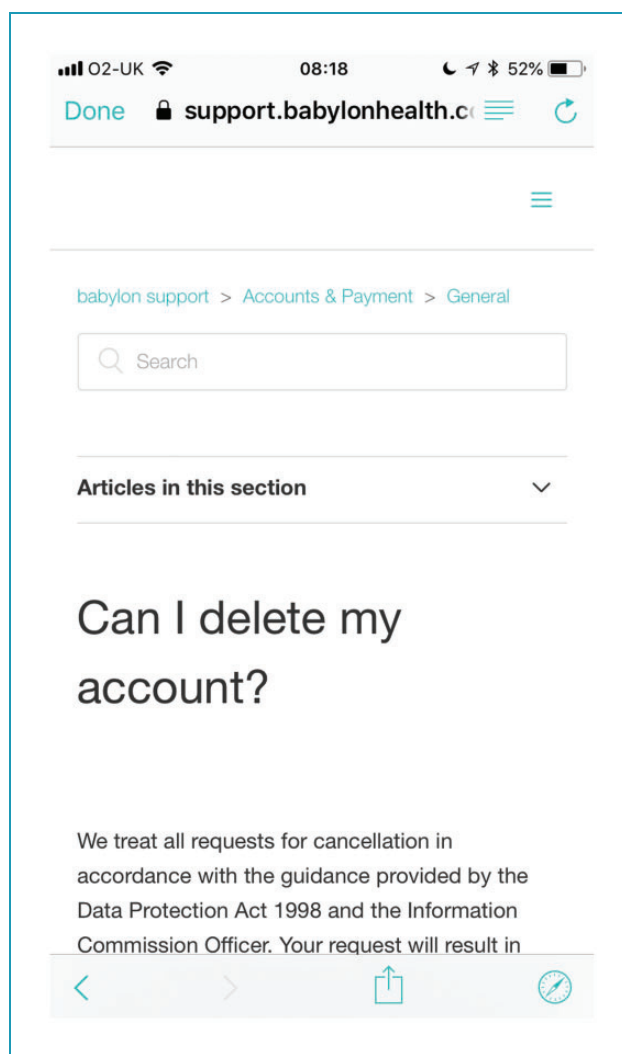 O2-UK 08:18 52%
Done support.babylonhealth.c
babylon support > Accounts & Payment > General
Search
Articles in this section
Can I delete my
account?
We treat all requests for cancellation in
accordance with the guidance provided by the
Data Protection Act 1998 and the Information
Commission Officer. Your request will result in